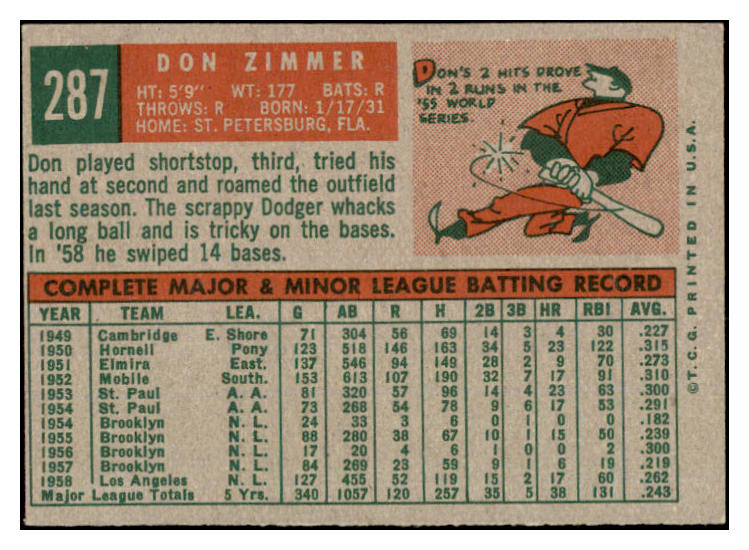 287
DON ZIMMER
HT: 5'9" WT: 177 BATS: R
THROWS: R BORN: 1/17/31
HOME: ST. PETERSBURG, FLA.
DON'S 2 HITS DROVE
IN 2 RUNS IN THE
'55 WORLD
SERIES.
Don played shortstop, third, tried his
hand at second and roamed the outfield
last season. The scrappy Dodger whacks
a long ball and is tricky on the bases.
In '58 he swiped 14 bases.
COMPLETE MAJOR & MINOR LEAGUE BATTING RECORD
YEAR TEAM LEA. G AB R H 2B 3B HR RBI AVG.
1949 Cambridge E. Shore 71 304 56 69 14 3 4 30 .227
1950 Hornell Pony 123 518 146 163 34 5 23 122 .315
1951 Elmira East. 137 546 94 149 28 2 9 70 .273
1952 Mobile South. 153 613 107 190 32 7 17 91 .310
1953 St. Paul A. A. 81 320 57 96 14 4 23 63 .300
1954 St. Paul A. A. 73 268 54 78 9 6 17 53 .291
1954 Brooklyn N. L. 24 33 3 6 0 1 0 0 .182
1955 Brooklyn N. L. 88 280 38 67 10 1 15 50 .239
1956 Brooklyn N. L. 17 20 4 6 1 0 0 2 .300
1957 Brooklyn N. L. 84 269 23 59 9 1 6 19 .219
1958 Los Angeles N. L. 127 455 52 119 15 2 17 60 .262
Major League Totals 5 Yrs. 340 1057 120 257 35 5 38 131 .243
©T.C.G. PRINTED IN U.S.A.